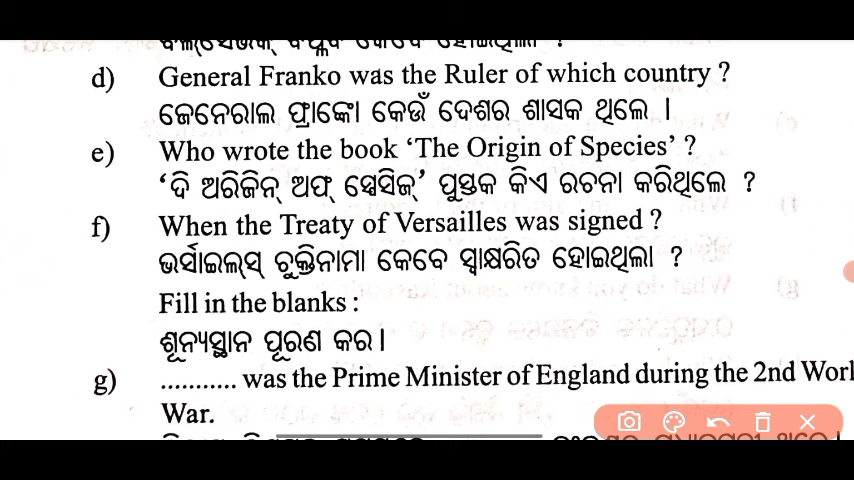 d) General Franko was the Ruler of which country ?
ଜେନେରାଲ ଫ୍ରାଙ୍କୋ କେଉଁ ଦେଶର ଶାସକ ଥିଲେ ।
e) Who wrote the book ‘The Origin of Species’ ?
‘ଦି ଅରିଜିନ୍ ଅଫ୍ ସ୍ପେସିଜ୍’ ପୁସ୍ତକ କିଏ ରଚନା କରିଥିଲେ ?
f) When the Treaty of Versailles was signed ?
ଭର୍ସାଇଲ୍‌ସ୍ ଚୁକ୍ତିନାମା କେବେ ସ୍ୱାକ୍ଷରିତ ହୋଇଥିଲା ?
Fill in the blanks :
ଶୂନ୍ୟସ୍ଥାନ ପୂରଣ କର ।
g) ........... was the Prime Minister of England during the 2nd Worl
War.